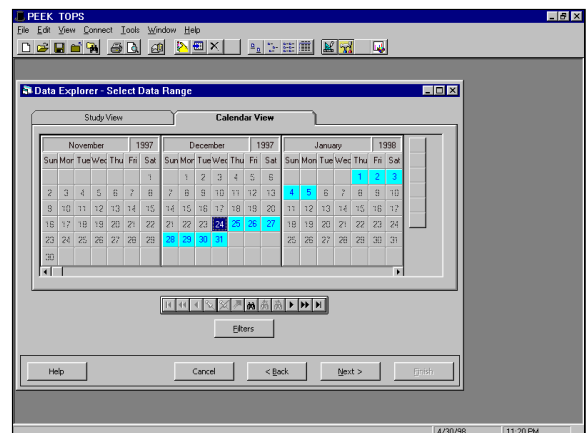 PEEK TOPS
File Edit View Connect Tools Window Help
Data Explorer - Select Data Range
Study View Calendar View
November 1997 December 1997 January 1998
Sun Mon Tue Wed Thu Fri Sat Sun Mon Tue Wed Thu Fri Sat Sun Mon Tue Wed Thu Fri Sat
1 1 2 3 4 5 6 1 2 3
2 3 4 5 6 7 8 7 8 9 10 11 12 13 4 5 6 7 8 9 10
9 10 11 12 13 14 15 14 15 16 17 18 19 20 11 12 13 14 15 16 17
16 17 18 19 20 21 22 21 22 23 24 25 26 27 18 19 20 21 22 23 24
23 24 25 26 27 28 29 28 29 30 31 25 26 27 28 29 30 31
30
Filters
Help Cancel < Back Next > Finish
4/30/98 11:20 PM